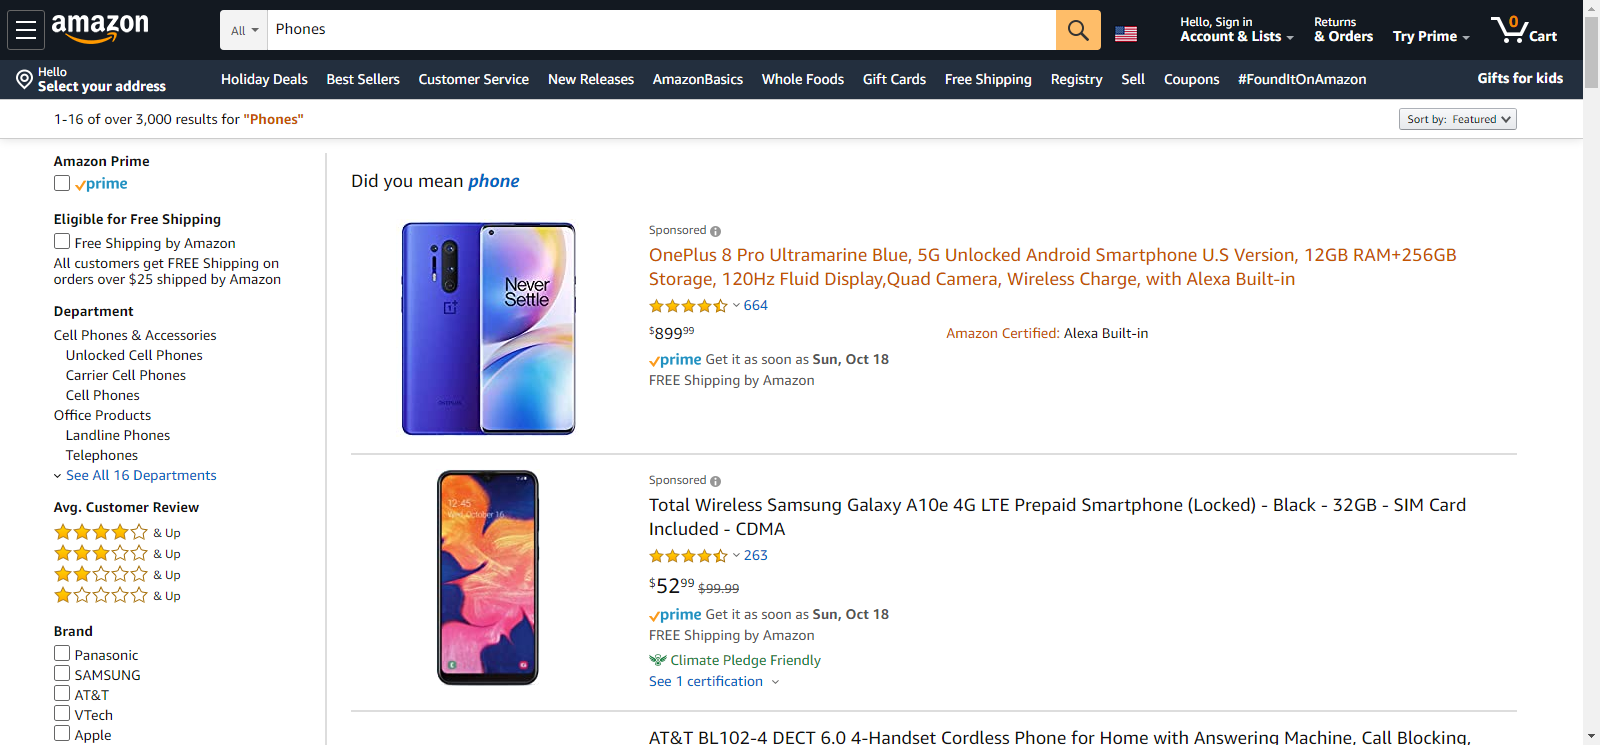 amazon
All
Phones
Hello, Sign in
Account & Lists
Returns
& Orders
Try Prime
0
Cart
Hello
Select your address
Holiday Deals
Best Sellers
Customer Service
New Releases
AmazonBasics
Whole Foods
Gift Cards
Free Shipping
Registry
Sell
Coupons
#FoundItOnAmazon
Gifts for kids
1-16 of over 3,000 results for "Phones"
Sort by: Featured
Amazon Prime
prime
Eligible for Free Shipping
Free Shipping by Amazon
All customers get FREE Shipping on
orders over $25 shipped by Amazon
Department
Cell Phones & Accessories
Unlocked Cell Phones
Carrier Cell Phones
Cell Phones
Office Products
Landline Phones
Telephones
See All 16 Departments
Avg. Customer Review
& Up
& Up
& Up
& Up
Brand
Panasonic
SAMSUNG
AT&T
VTech
Apple
Did you mean phone
Never
Settle
Sponsored
OnePlus 8 Pro Ultramarine Blue, 5G Unlocked Android Smartphone U.S Version, 12GB RAM+256GB
Storage, 120Hz Fluid Display,Quad Camera, Wireless Charge, with Alexa Built-in
664
$899 99
Amazon Certified: Alexa Built-in
prime Get it as soon as Sun, Oct 18
FREE Shipping by Amazon
12:45
Wed, October 16
Sponsored
Total Wireless Samsung Galaxy A10e 4G LTE Prepaid Smartphone (Locked) - Black - 32GB - SIM Card
Included - CDMA
263
$52 99 $99.99
prime Get it as soon as Sun, Oct 18
FREE Shipping by Amazon
Climate Pledge Friendly
See 1 certification
AT&T BL102-4 DECT 6.0 4-Handset Cordless Phone for Home with Answering Machine, Call Blocking,